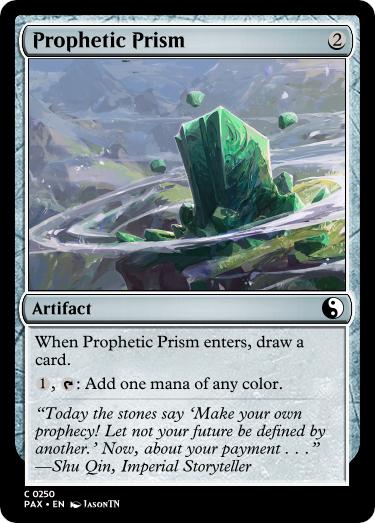 Prophetic Prism 2
Artifact
When Prophetic Prism enters, draw a
card.
1, : Add one mana of any color.
“Today the stones say ‘Make your own
prophecy! Let not your future be defined by
another.’ Now, about your payment . . .”
—Shu Qin, Imperial Storyteller
C 0250
PAX • EN JasonTN